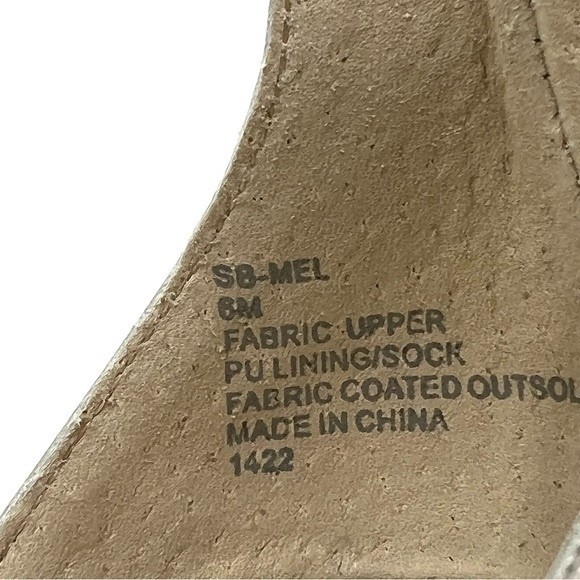 SB-MEL
6M
FABRIC UPPER
PU LINING/SOCK
FABRIC COATED OUTSOL
MADE IN CHINA
1422